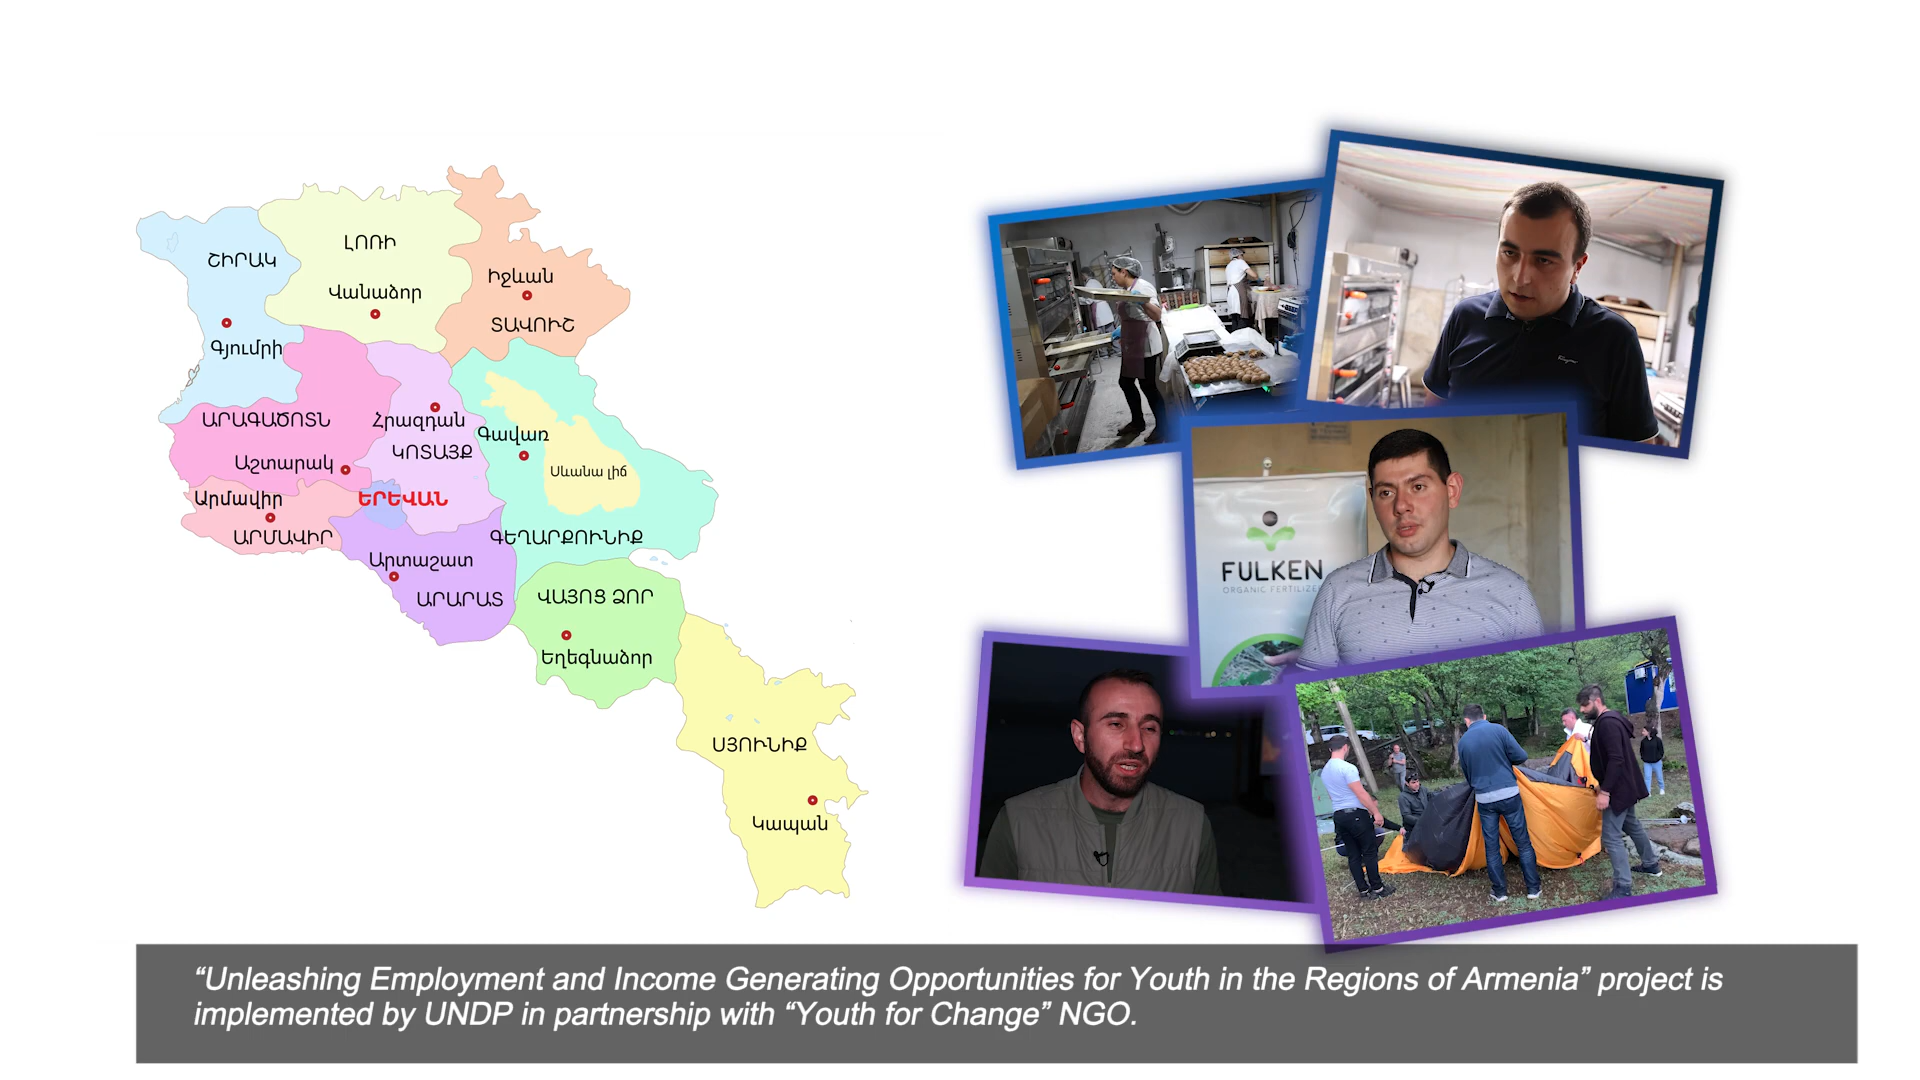 ՇԻՐԱԿ
Գյումրի
ԼՈՌԻ
Վանաձոր
Իջևան
ՏԱՎՈՒՇ
ԱՐԱԳԱԾՈՏՆ
Աշտարակ
Հրազդան
ԿՈՏԱՅՔ
Գավառ
Սևանա լիճ
ԳԵՂԱՐՔՈՒՆԻՔ
Արմավիր
ԱՐՄԱՎԻՐ
ԵՐԵՎԱՆ
Արտաշատ
ԱՐԱՐԱՏ
ՎԱՅՈՑ ՁՈՐ
Եղեգնաձոր
ՍՅՈՒՆԻՔ
Կապան
FULKEN
ORGANIC FERTILIZE
“Unleashing Employment and Income Generating Opportunities for Youth in the Regions of Armenia” project is
implemented by UNDP in partnership with “Youth for Change” NGO.